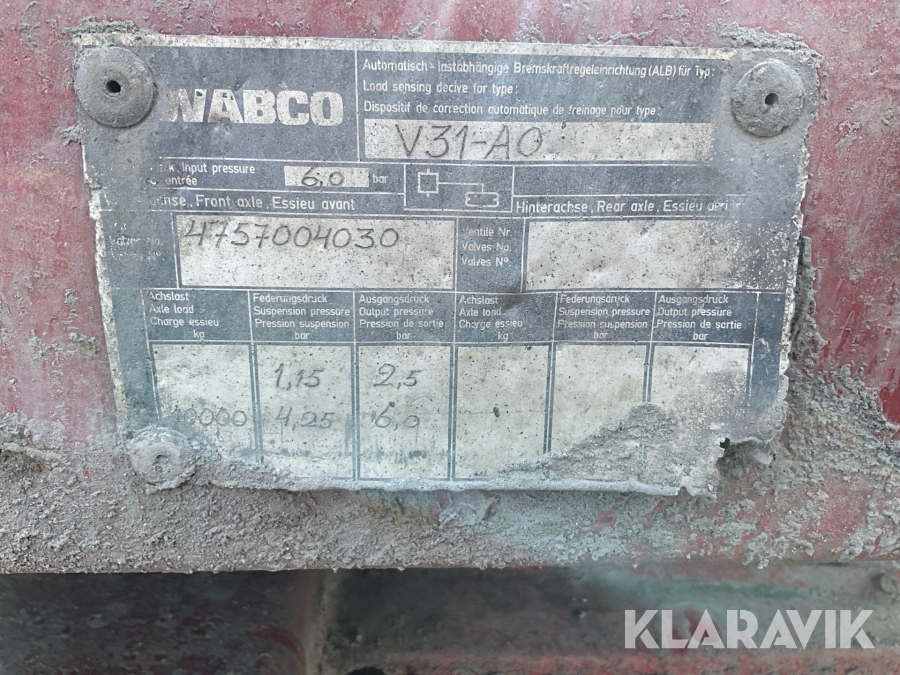 WABCO
Automatisch-lastabhängige Bremskraftregeleinrichtung (ALB) für Typ:
Load sensing decive for type:
Dispositif de correction automatique de freinage pour type:
V31-A0
Input pressure
6,0 bar
Front axle, Essieu avant
Hinterachse, Rear axle, Essieu
4757004030
Ventile Nr.
Valves No.
Valves N°.
Achslast
Axle load
Charge essieu
kg
Federungsdruck
Suspension pressure
Pression suspension
bar
Ausgangsdruck
Output pressure
Pression de sortie
bar
Achslast
Axle load
Charge essieu
kg
Federungsdruck
Suspension pressure
Pression suspension
bar
Ausgangsdruck
Output pressure
Pression de sortie
bar
1,15 2,5
10000 4,25 6,0
KLARAVIK